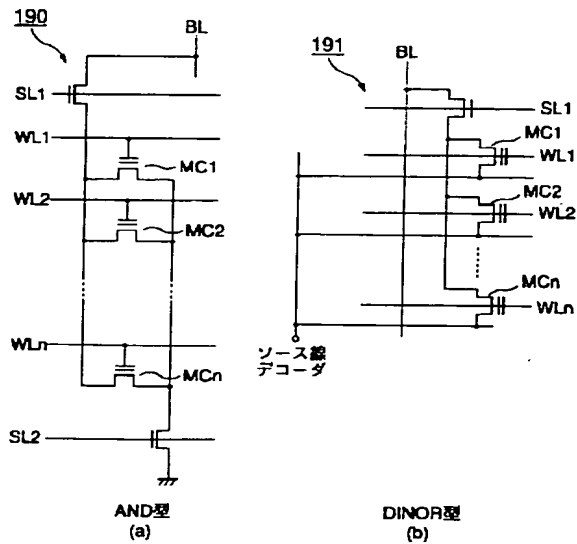 190
BL
SL1
WL1
MC1
WL2
MC2
WLn
MCn
SL2
AND型
(a)
191
BL
SL1
MC1
WL1
MC2
WL2
MCn
WLn
ソース線
デコーダ
DINOR型
(b)